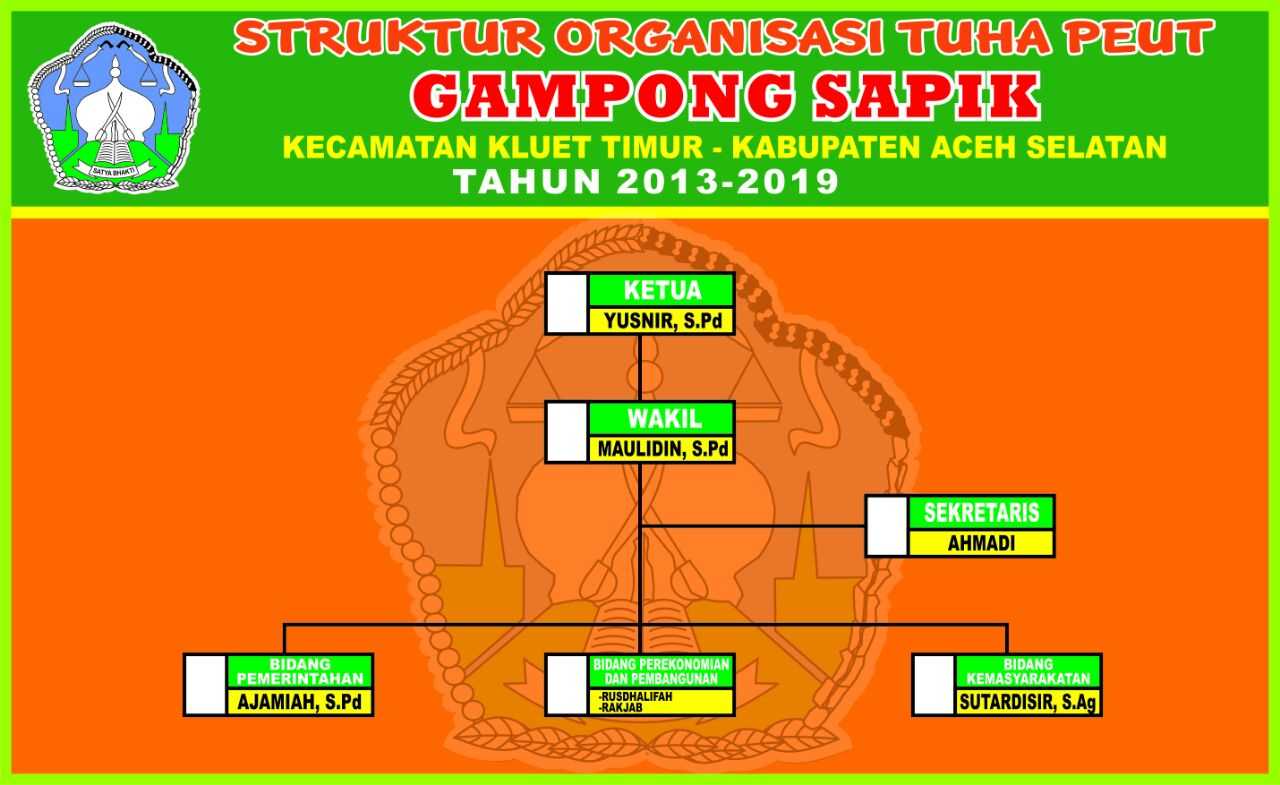 STRUKTUR ORGANISASI TUHA PEUT
GAMPONG SAPIK
KECAMATAN KLUET TIMUR - KABUPATEN ACEH SELATAN
TAHUN 2013-2019
SATYA BHAKTI
KETUA
YUSNIR, S.Pd
WAKIL
MAULIDIN, S.Pd
SEKRETARIS
AHMADI
BIDANG
PEMERINTAHAN
AJAMIAH, S.Pd
BIDANG PEREKONOMIAN
DAN PEMBANGUNAN
-RUSDHALIFAH
-RAKJAB
BIDANG
KEMASYARAKATAN
SUTARDISIR, S.Ag